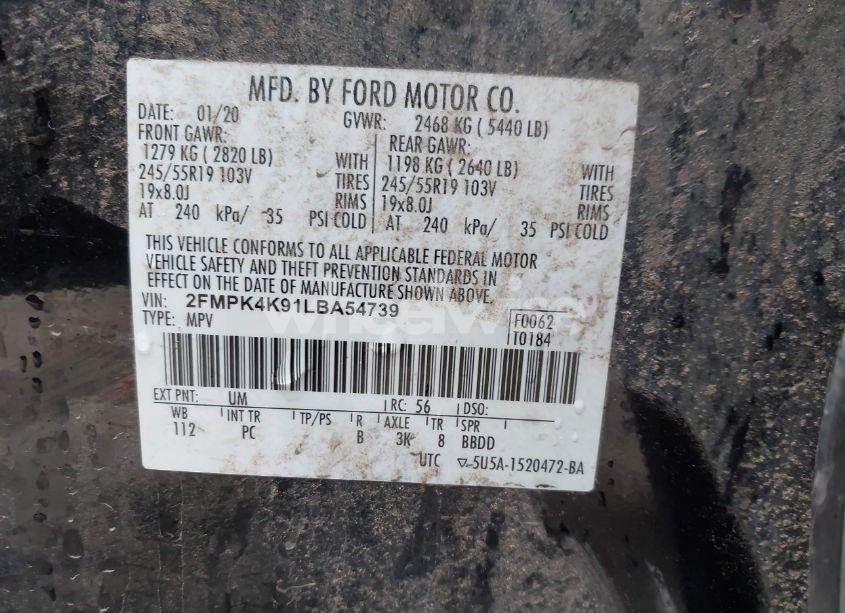 MFD. BY FORD MOTOR CO.
DATE: 01/20 GVWR: 2468 KG ( 5440 LB)
FRONT GAWR: REAR GAWR:
1279 KG ( 2820 LB) WITH 1198 KG ( 2640 LB) WITH
245/55R19 103V TIRES 245/55R19 103V TIRES
19x8.0J RIMS 19x8.0J RIMS
AT 240 kPa/ 35 PSI COLD AT 240 kPa/ 35 PSI COLD
THIS VEHICLE CONFORMS TO ALL APPLICABLE FEDERAL MOTOR
VEHICLE SAFETY AND THEFT PREVENTION STANDARDS IN
EFFECT ON THE DATE OF MANUFACTURE SHOWN ABOVE.
VIN: 2FMPK4K91LBA54739
TYPE: MPV F0062
T0184
wheelwire
EXT PNT: UM RC: 56 DSO:
WB INT TR TP/PS R AXLE TR SPR
112 PC B 3K 8 BBDD
UTC ▽ 5U5A-1520472-BA